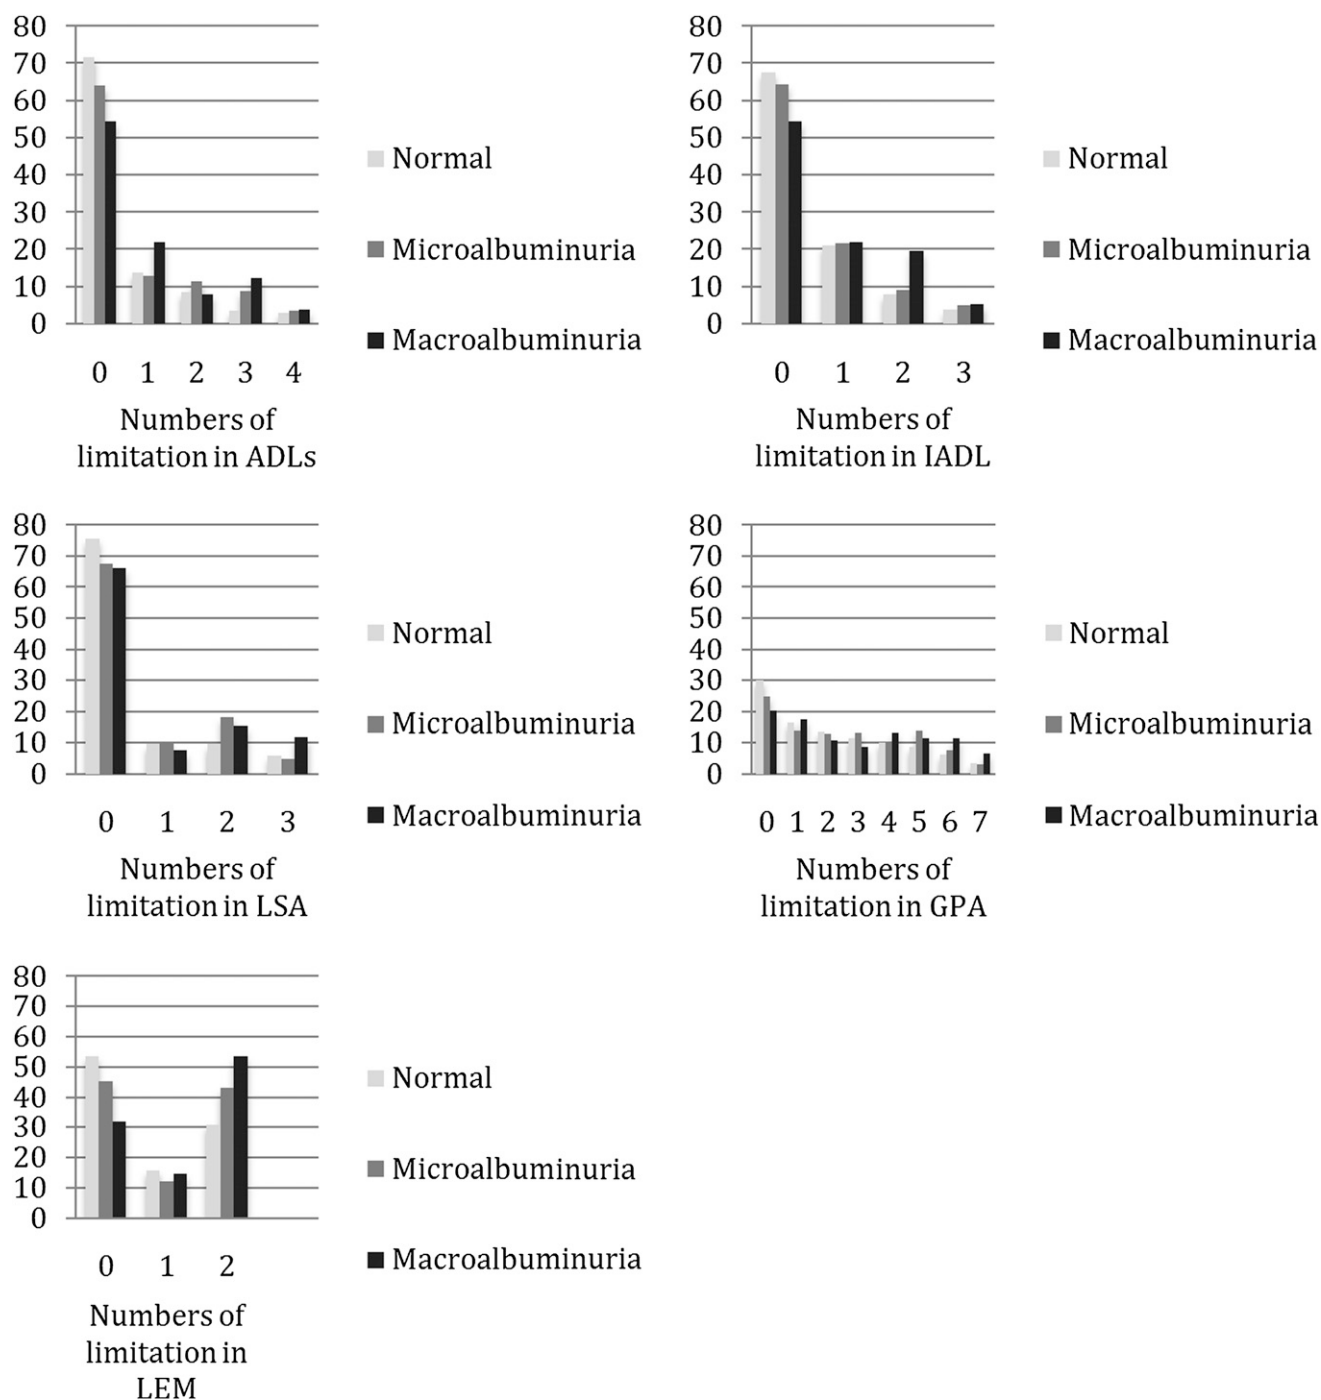 80
70
60
50
40
30
20
10
0
0 1 2 3 4
Numbers of
limitation in ADLs
Normal
Microalbuminuria
Macroalbuminuria
80
70
60
50
40
30
20
10
0
0 1 2 3
Numbers of
limitation in IADL
Normal
Microalbuminuria
Macroalbuminuria
80
70
60
50
40
30
20
10
0
0 1 2 3
Numbers of
limitation in LSA
Normal
Microalbuminuria
Macroalbuminuria
80
70
60
50
40
30
20
10
0
0 1 2 3 4 5 6 7
Numbers of
limitation in GPA
Normal
Microalbuminuria
Macroalbuminuria
80
70
60
50
40
30
20
10
0
0 1 2
Numbers of
limitation in
LEM
Normal
Microalbuminuria
Macroalbuminuria